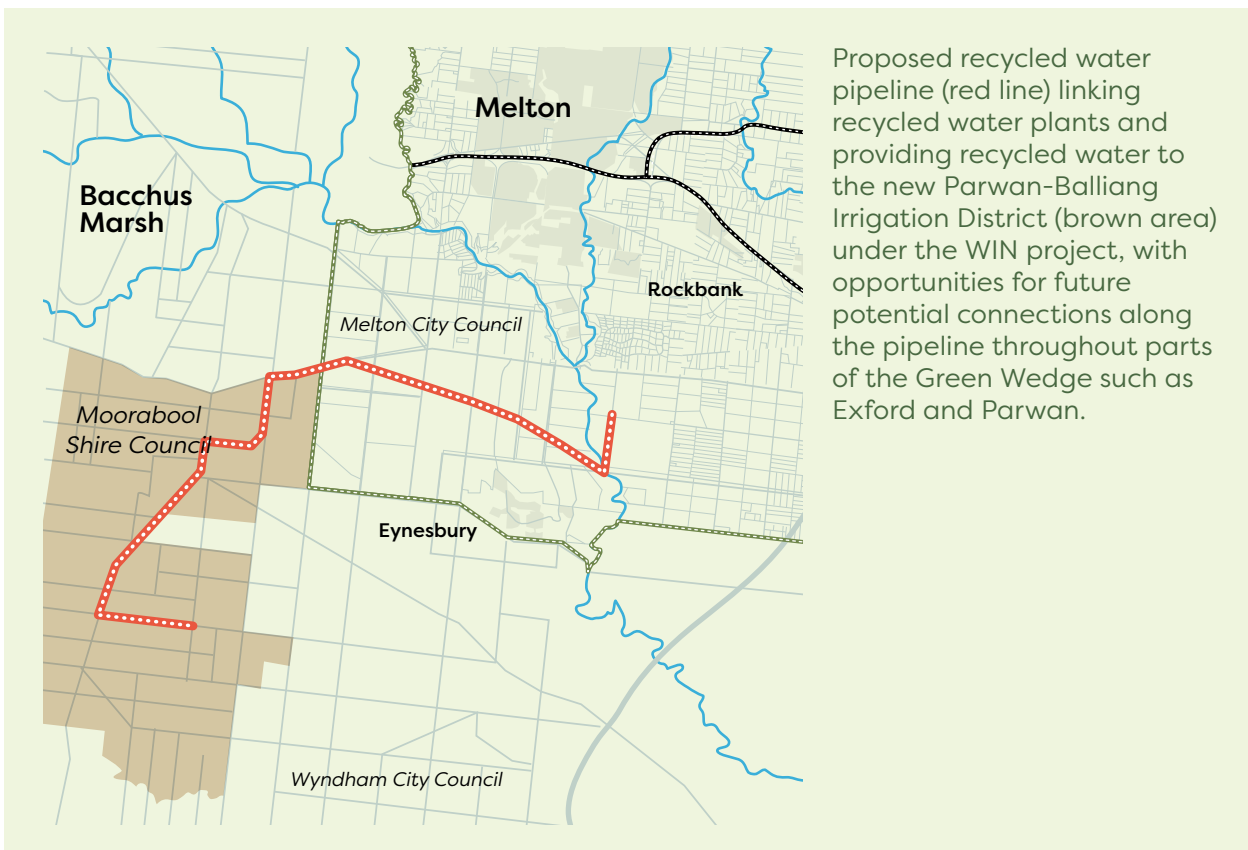 Melton
Bacchus
Marsh
Rockbank
Melton City Council
Moorabool
Shire Council
Eynesbury
Wyndham City Council
Proposed recycled water
pipeline (red line) linking
recycled water plants and
providing recycled water to
the new Parwan-Balliang
Irrigation District (brown area)
under the WIN project, with
opportunities for future
potential connections along
the pipeline throughout parts
of the Green Wedge such as
Exford and Parwan.